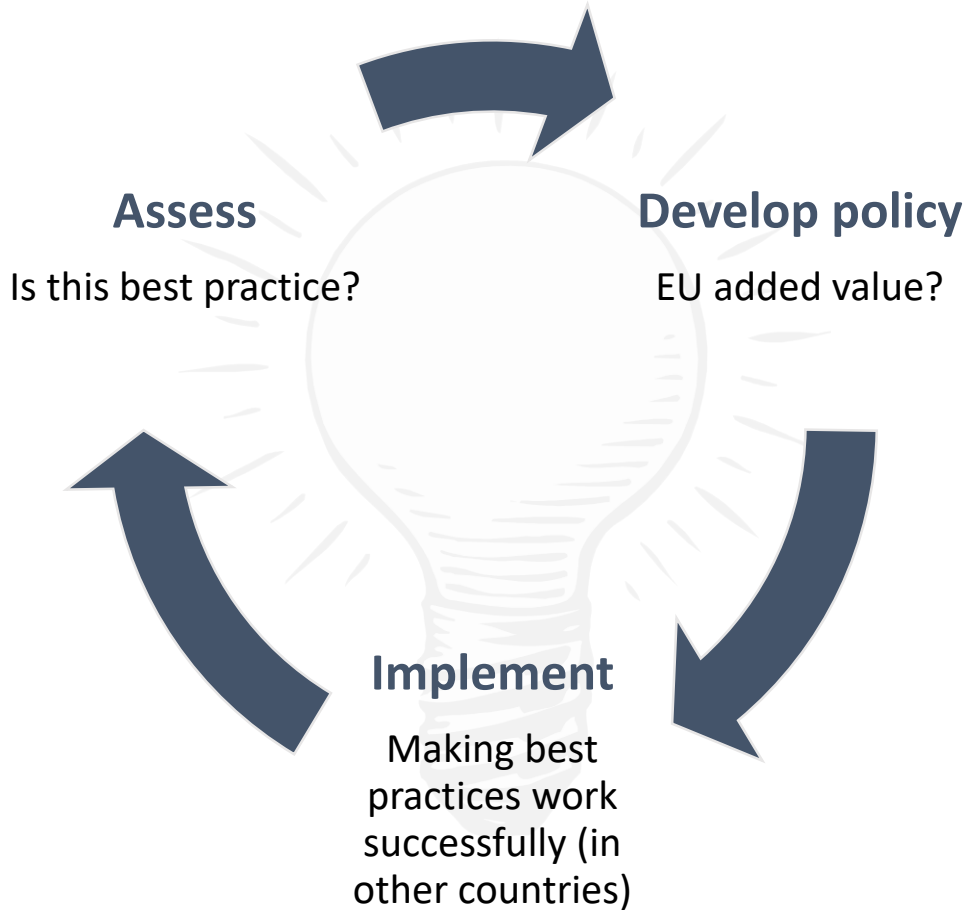 Assess
Is this best practice?
Develop policy
EU added value?
Implement
Making best
practices work
successfully (in
other countries)